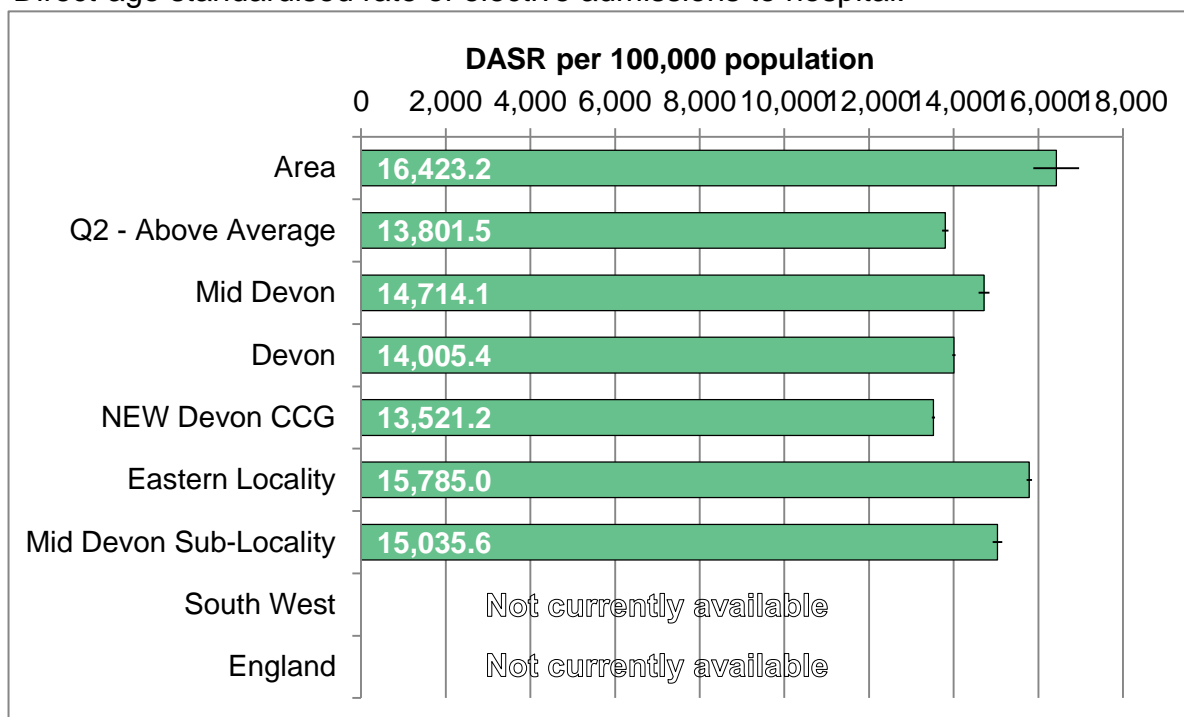 Direct age standardised rate of elective admissions to hospital.
DASR per 100,000 population
0 2,000 4,000 6,000 8,000 10,000 12,000 14,000 16,000 18,000
Area 16,423.2
Q2 - Above Average 13,801.5
Mid Devon 14,714.1
Devon 14,005.4
NEW Devon CCG 13,521.2
Eastern Locality 15,785.0
Mid Devon Sub-Locality 15,035.6
South West Not currently available
England Not currently available